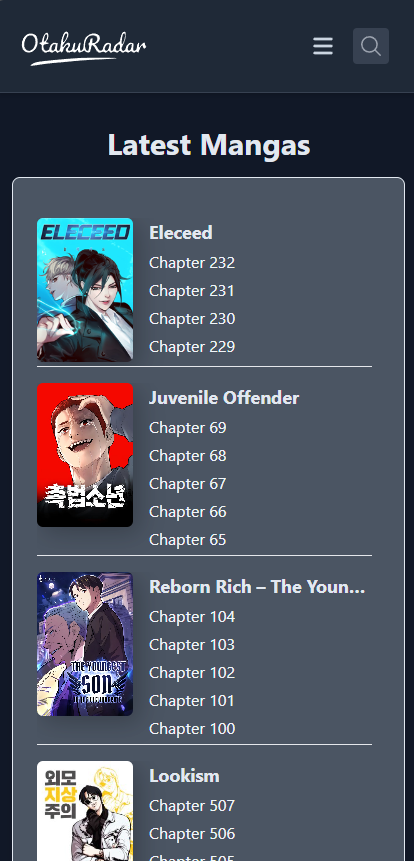 OtakuRadar
Latest Mangas
ELECEED
Eleceed
Chapter 232
Chapter 231
Chapter 230
Chapter 229
촉법소년
Juvenile Offender
Chapter 69
Chapter 68
Chapter 67
Chapter 66
Chapter 65
THE YOUNGEST
SON
Reborn Rich – The Youn...
Chapter 104
Chapter 103
Chapter 102
Chapter 101
Chapter 100
외모
지상
주의
Lookism
Chapter 507
Chapter 506
Chapter 505